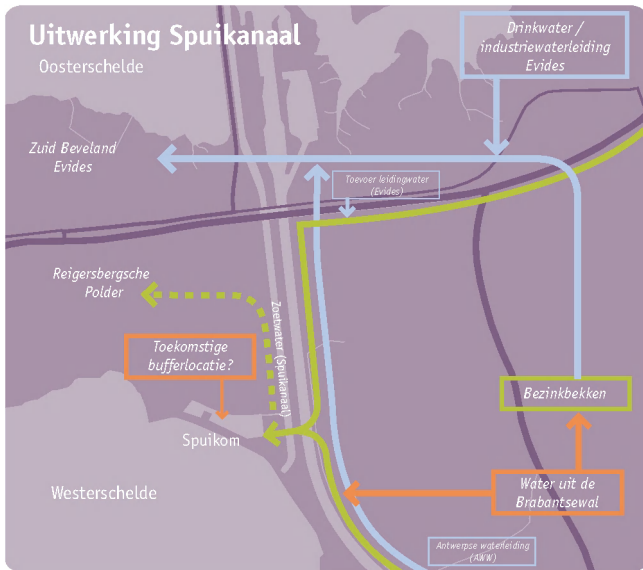 Uitwerking Spuikanaal
Oosterschelde
Drinkwater /
industriewaterleiding
Evides
Zuid Beveland
Evides
Toevoer leidingwater
(Evides)
Reigersbergsche
Polder
Zoetwater (Spuikanaal)
Toekomstige
bufferlocatie?
Bezinkbekken
Spuikom
Westerschelde
Water uit de
Brabantsewal
Antwerpse waterleiding
(AWW)